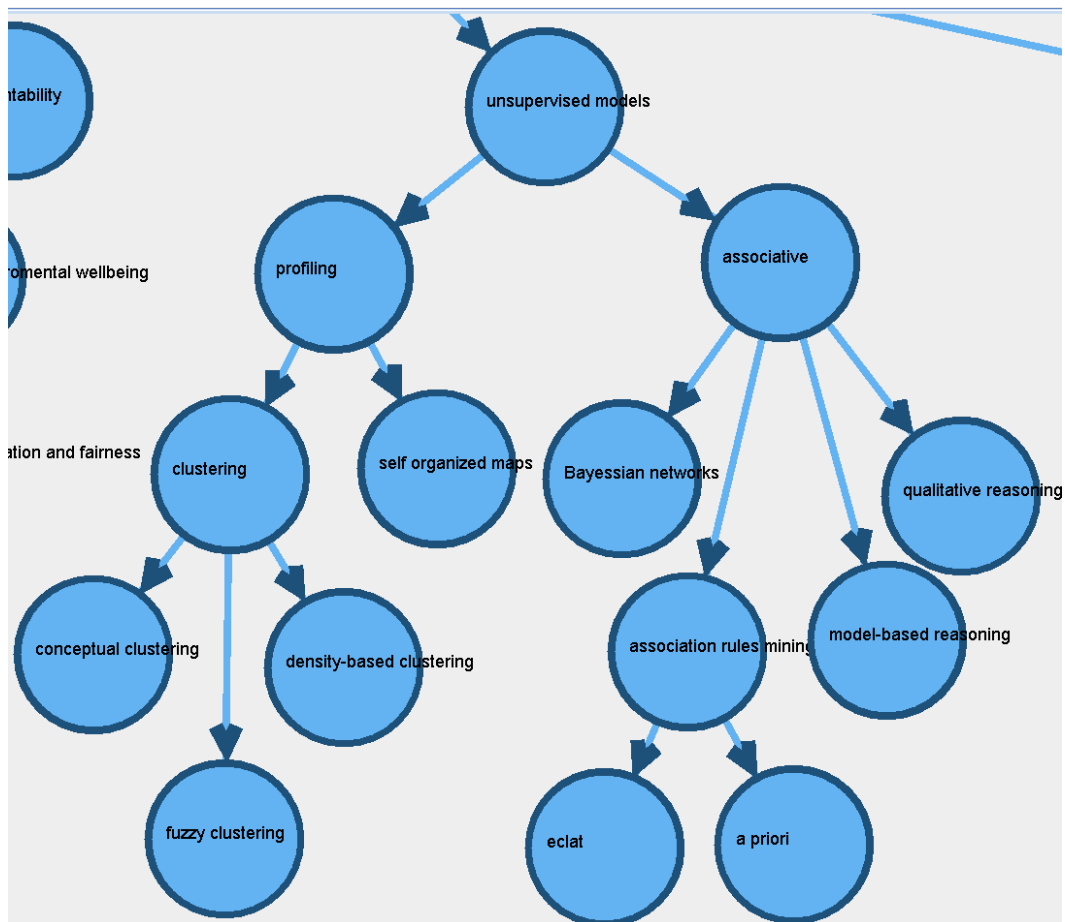 unsupervised models
ntability
associative
profiling
romental wellbeing
ation and fairness
self organized maps
clustering
Bayessian networks
qualitative reasoning
model-based reasoning
association rules mining
conceptual clustering
density-based clustering
fuzzy clustering
a priori
eclat